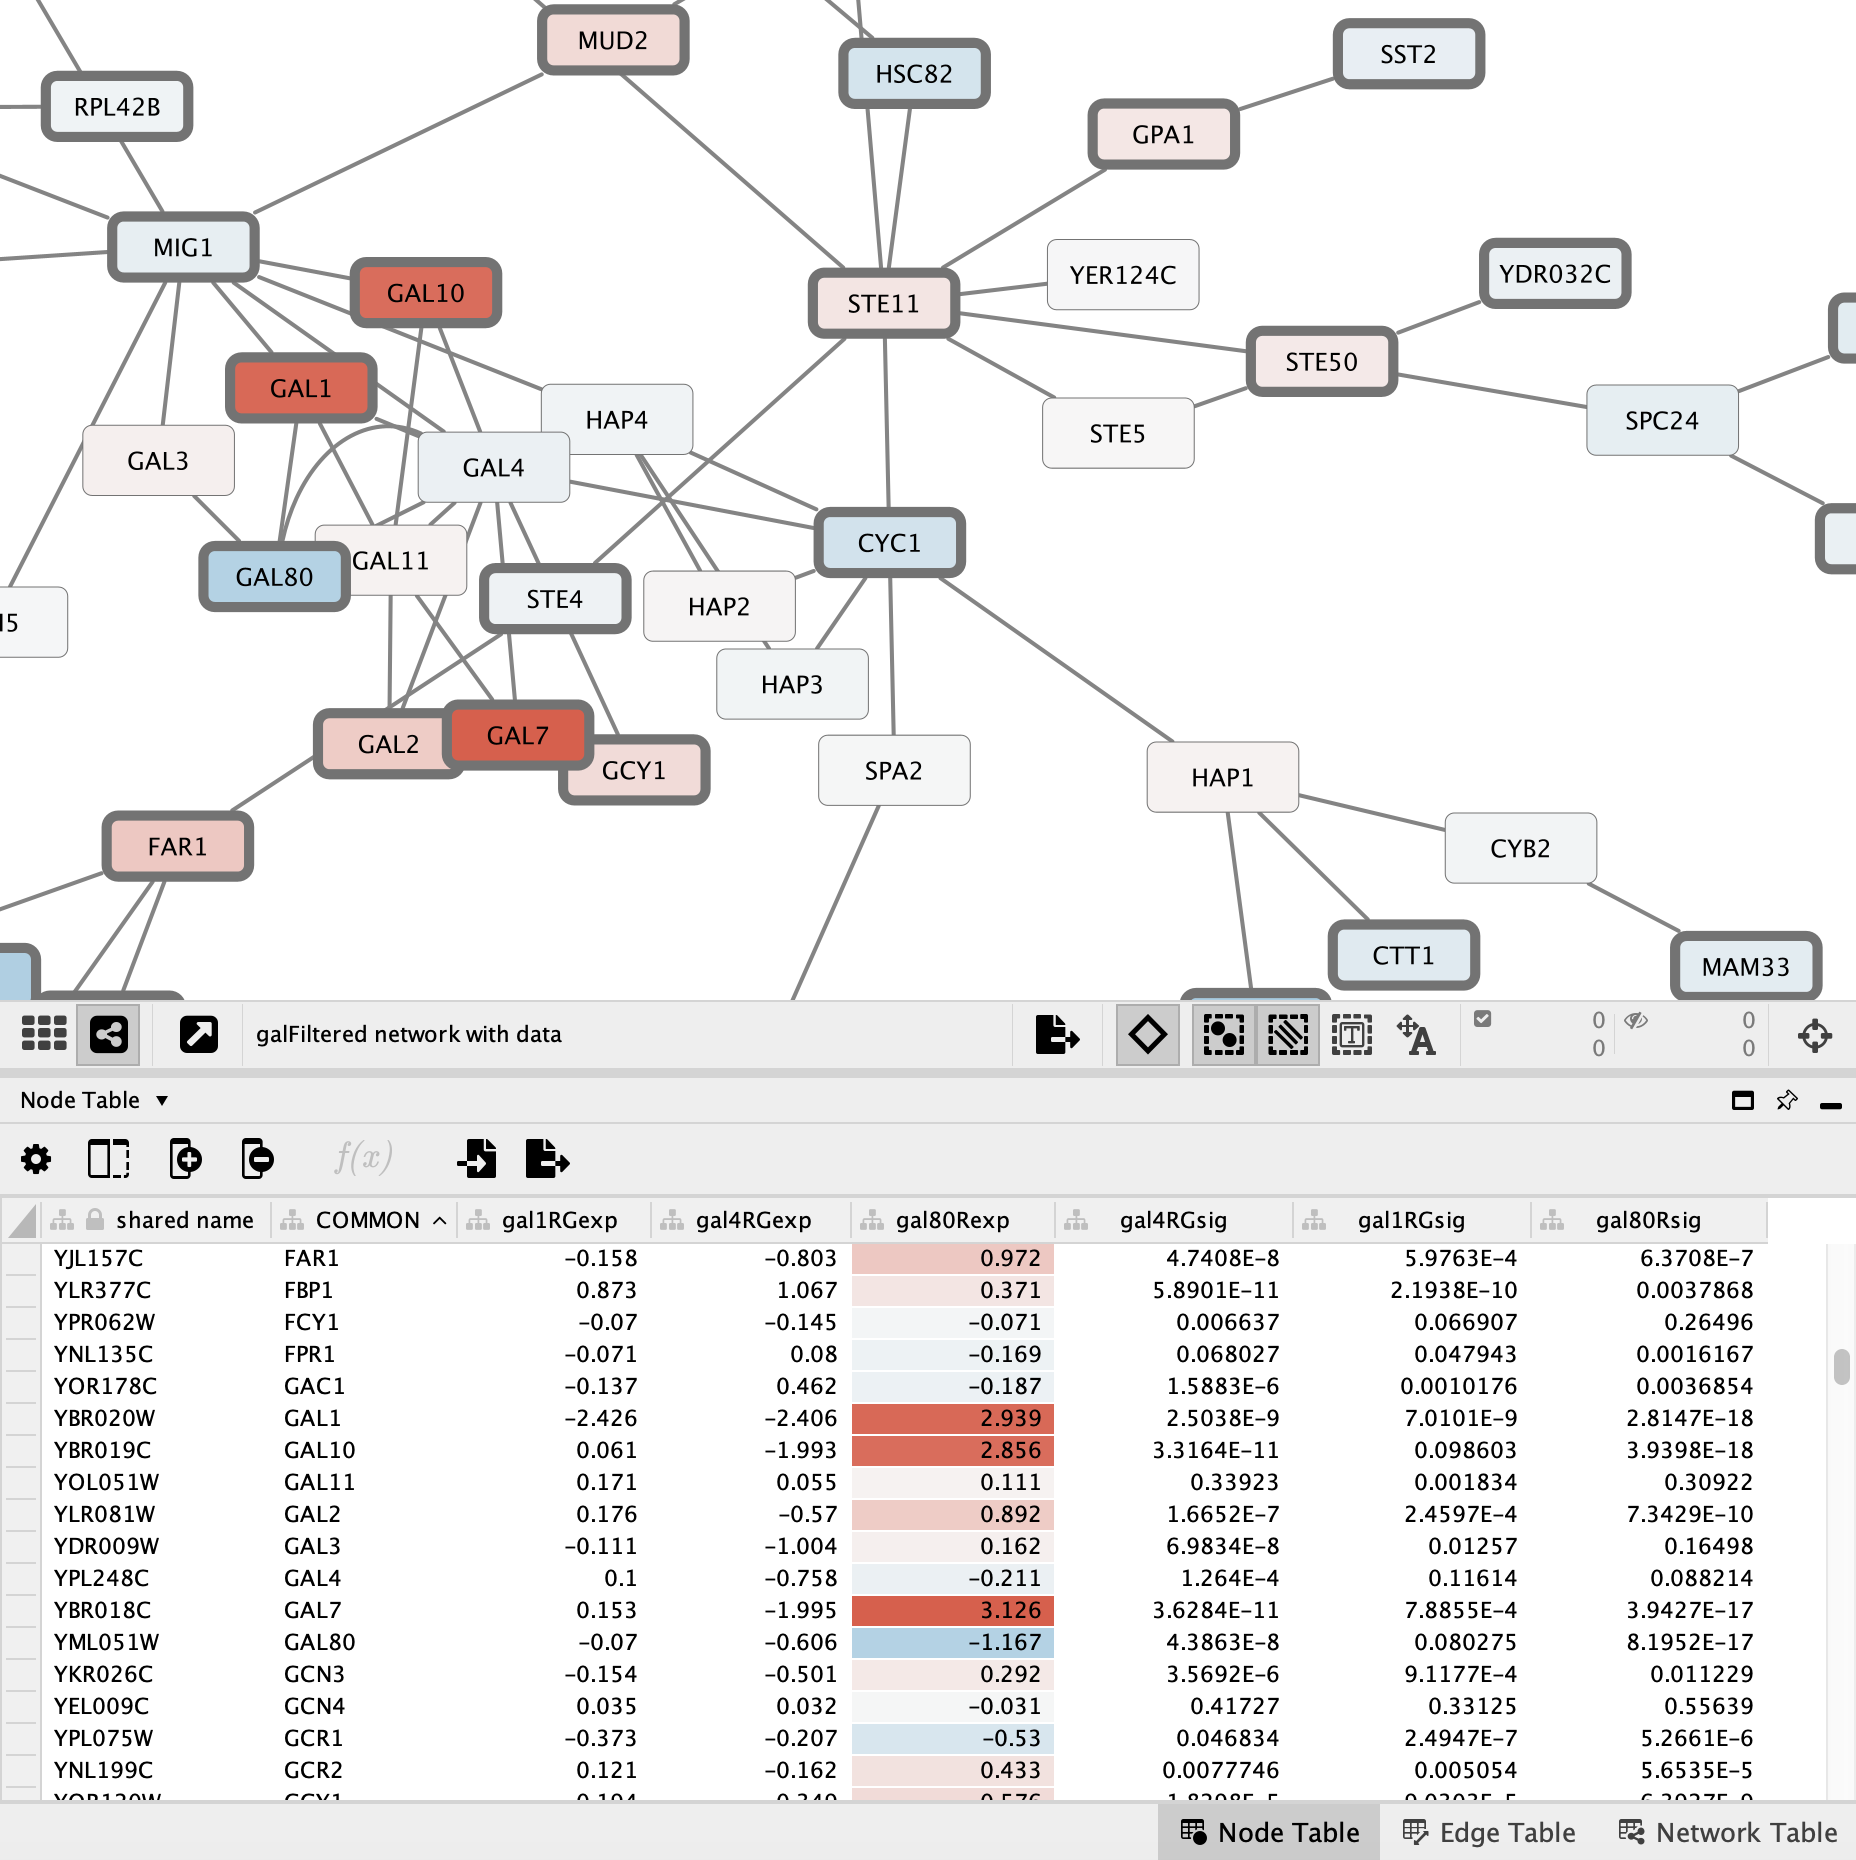 MUD2
SST2
HSC82
RPL42B
GPA1
MIG1
YER124C
YDR032C
GAL10
STE11
STE50
GAL1
HAP4
SPC24
STE5
GAL3
GAL4
CYC1
GAL11
GAL80
STE4
HAP2
I5
HAP3
GAL7
GAL2
GCY1
SPA2
HAP1
FAR1
CYB2
CTT1
MAM33
galFiltered network with data
0 0
0 0
Node Table
f(x)
shared name COMMON gal1RGexp gal4RGexp gal80Rexp gal4RGsig gal1RGsig gal80Rsig
YJL157C FAR1 -0.158 -0.803 0.972 4.7408E-8 5.9763E-4 6.3708E-7
YLR377C FBP1 0.873 1.067 0.371 5.8901E-11 2.1938E-10 0.0037868
YPR062W FCY1 -0.07 -0.145 -0.071 0.006637 0.066907 0.26496
YNL135C FPR1 -0.071 0.08 -0.169 0.068027 0.047943 0.0016167
YOR178C GAC1 -0.137 0.462 -0.187 1.5883E-6 0.0010176 0.0036854
YBR020W GAL1 -2.426 -2.406 2.939 2.5038E-9 7.0101E-9 2.8147E-18
YBR019C GAL10 0.061 -1.993 2.856 3.3164E-11 0.098603 3.9398E-18
YOL051W GAL11 0.171 0.055 0.111 0.33923 0.001834 0.30922
YLR081W GAL2 0.176 -0.57 0.892 1.6652E-7 2.4597E-4 7.3429E-10
YDR009W GAL3 -0.111 -1.004 0.162 6.9834E-8 0.01257 0.16498
YPL248C GAL4 0.1 -0.758 -0.211 1.264E-4 0.11614 0.088214
YBR018C GAL7 0.153 -1.995 3.126 3.6284E-11 7.8855E-4 3.9427E-17
YML051W GAL80 -0.07 -0.606 -1.167 4.3863E-8 0.080275 8.1952E-17
YKR026C GCN3 -0.154 -0.501 0.292 3.5692E-6 9.1177E-4 0.011229
YEL009C GCN4 0.035 0.032 -0.031 0.41727 0.33125 0.55639
YPL075W GCR1 -0.373 -0.207 -0.53 0.046834 2.4947E-7 5.2661E-6
YNL199C GCR2 0.121 -0.162 0.433 0.0077746 0.005054 5.6535E-5
Node Table Edge Table Network Table